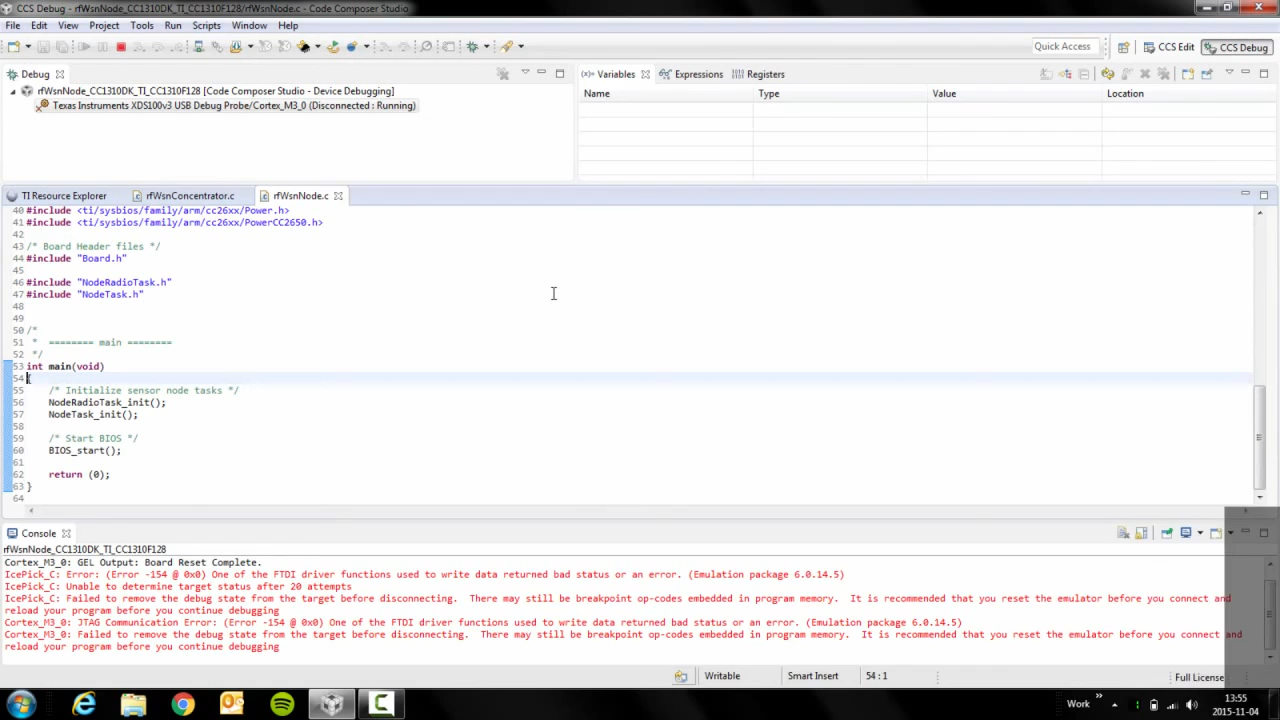 CCS Debug - rfWsnNode_CC1310DK_TI_CC1310F128/rfWsnNode.c - Code Composer Studio
File Edit View Project Tools Run Scripts Window Help
Quick Access
CCS Edit
CCS Debug
Debug
rfWsnNode_CC1310DK_TI_CC1310F128 [Code Composer Studio - Device Debugging]
Texas Instruments XDS100v3 USB Debug Probe/Cortex_M3_0 (Disconnected : Running)
(x)= Variables
Expressions
Registers
Name Type Value Location
TI Resource Explorer
rfWsnConcentrator.c
rfWsnNode.c
40 #include <ti/sysbios/family/arm/cc26xx/Power.h>
41 #include <ti/sysbios/family/arm/cc26xx/PowerCC2650.h>
42
43 /* Board Header files */
44 #include "Board.h"
45
46 #include "NodeRadioTask.h"
47 #include "NodeTask.h"
48
49
50 /*
51  *  ======== main ========
52  */
53 int main(void)
54 {
55     /* Initialize sensor node tasks */
56     NodeRadioTask_init();
57     NodeTask_init();
58
59     /* Start BIOS */
60     BIOS_start();
61
62     return (0);
63 }
64
Console
rfWsnNode_CC1310DK_TI_CC1310F128
Cortex_M3_0: GEL Output: Board Reset Complete.
IcePick_C: Error: (Error -154 @ 0x0) One of the FTDI driver functions used to write data returned bad status or an error. (Emulation package 6.0.14.5)
IcePick_C: Unable to determine target status after 20 attempts
IcePick_C: Failed to remove the debug state from the target before disconnecting.  There may still be breakpoint op-codes embedded in program memory.  It is recommended that you reset the emulator before you connect and
reload your program before you continue debugging
Cortex_M3_0: JTAG Communication Error: (Error -154 @ 0x0) One of the FTDI driver functions used to write data returned bad status or an error. (Emulation package 6.0.14.5)
Cortex_M3_0: Failed to remove the debug state from the target before disconnecting.  There may still be breakpoint op-codes embedded in program memory.  It is recommended that you reset the emulator before you connect and
reload your program before you continue debugging
Writable
Smart Insert
54 : 1
Full License
Work
13:55
2015-11-04